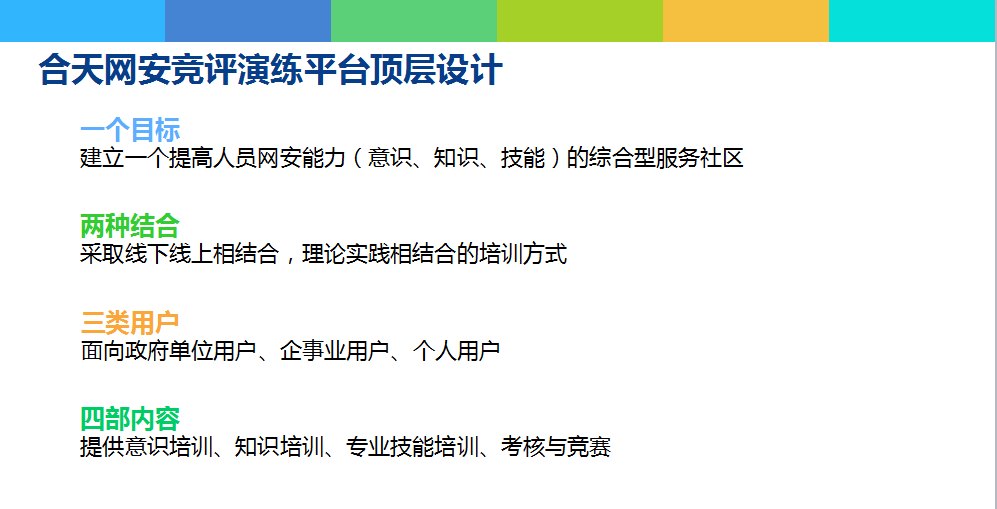 合天网安竞评演练平台顶层设计
一个目标
建立一个提高人员网安能力（意识、知识、技能）的综合型服务社区
两种结合
采取线下线上相结合，理论实践相结合的培训方式
三类用户
面向政府单位用户、企事业用户、个人用户
四部内容
提供意识培训、知识培训、专业技能培训、考核与竞赛